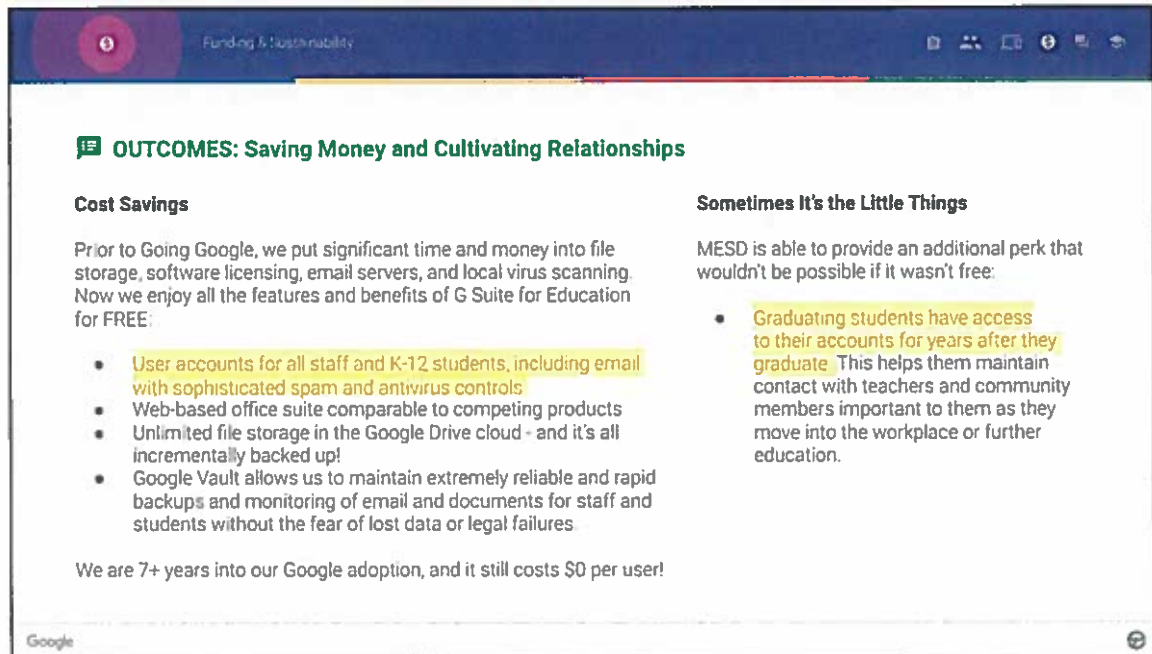 Funding & Sustainability
OUTCOMES: Saving Money and Cultivating Relationships
Cost Savings
Prior to Going Google, we put significant time and money into file
storage, software licensing, email servers, and local virus scanning.
Now we enjoy all the features and benefits of G Suite for Education
for FREE:
• User accounts for all staff and K-12 students, including email
with sophisticated spam and antivirus controls
• Web-based office suite comparable to competing products
• Unlimited file storage in the Google Drive cloud - and it's all
incrementally backed up!
• Google Vault allows us to maintain extremely reliable and rapid
backups and monitoring of email and documents for staff and
students without the fear of lost data or legal failures
We are 7+ years into our Google adoption, and it still costs $0 per user!
Sometimes It's the Little Things
MESD is able to provide an additional perk that
wouldn't be possible if it wasn't free:
• Graduating students have access
to their accounts for years after they
graduate. This helps them maintain
contact with teachers and community
members important to them as they
move into the workplace or further
education.
Google